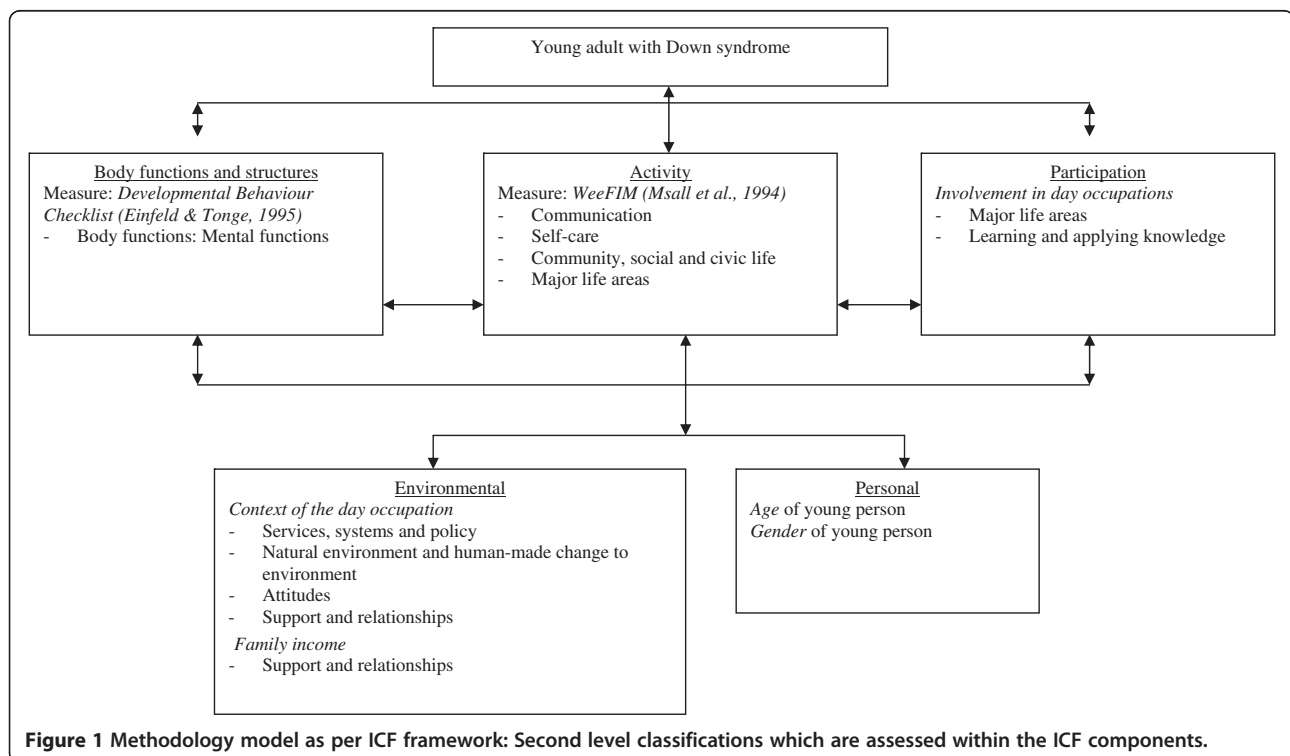 Young adult with Down syndrome
Body functions and structures
Measure: Developmental Behaviour
Checklist (Einfeld & Tonge, 1995)
- Body functions: Mental functions
Activity
Measure: WeeFIM (Msall et al., 1994)
- Communication
- Self-care
- Community, social and civic life
- Major life areas
Participation
Involvement in day occupations
- Major life areas
- Learning and applying knowledge
Environmental
Context of the day occupation
- Services, systems and policy
- Natural environment and human-made change to
environment
- Attitudes
- Support and relationships
Family income
- Support and relationships
Personal
Age of young person
Gender of young person
Figure 1 Methodology model as per ICF framework: Second level classifications which are assessed within the ICF components.